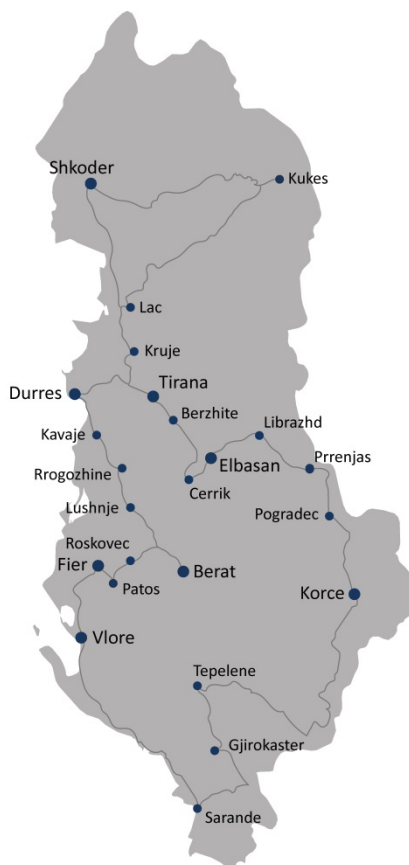 Shkoder
Kukes
Lac
Kruje
Durres
Tirana
Berzhite
Kavaje
Librazhd
Elbasan
Prrenjas
Rrogozhine
Cerrik
Lushnje
Pogradec
Roskovec
Fier
Berat
Patos
Korce
Vlore
Tepelene
Gjirokaster
Sarande